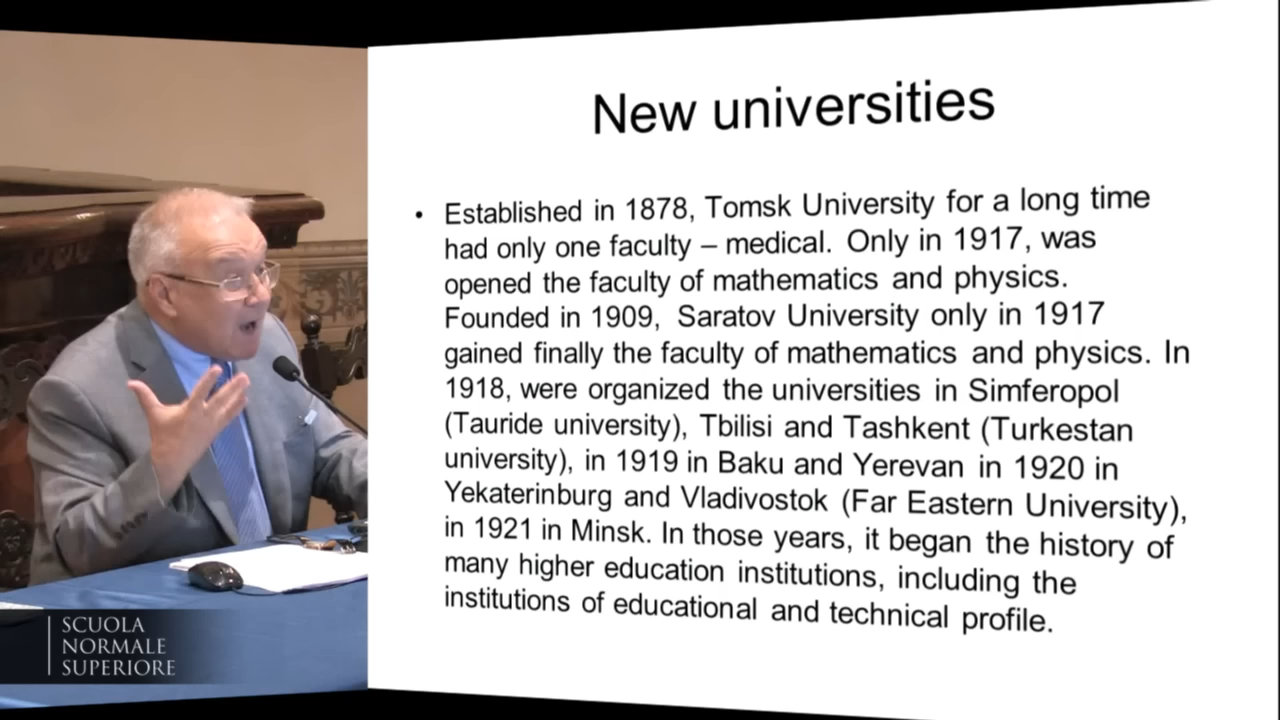 New universities
• Established in 1878, Tomsk University for a long time
had only one faculty – medical. Only in 1917, was
opened the faculty of mathematics and physics.
Founded in 1909, Saratov University only in 1917
gained finally the faculty of mathematics and physics. In
1918, were organized the universities in Simferopol
(Tauride university), Tbilisi and Tashkent (Turkestan
university), in 1919 in Baku and Yerevan in 1920 in
Yekaterinburg and Vladivostok (Far Eastern University),
in 1921 in Minsk. In those years, it began the history of
many higher education institutions, including the
institutions of educational and technical profile.
SCUOLA
NORMALE
SUPERIORE